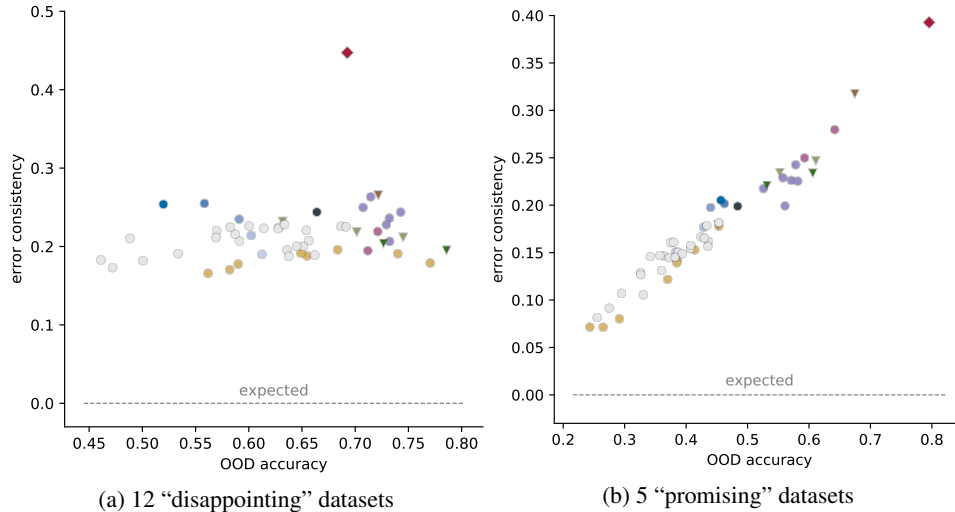 0.5
0.4
0.3
0.2
0.1
0.0
error consistency
expected
0.45 0.50 0.55 0.60 0.65 0.70 0.75 0.80
OOD accuracy
(a) 12 “disappointing” datasets
0.40
0.35
0.30
0.25
0.20
0.15
0.10
0.05
0.00
error consistency
expected
0.2 0.3 0.4 0.5 0.6 0.7 0.8
OOD accuracy
(b) 5 “promising” datasets